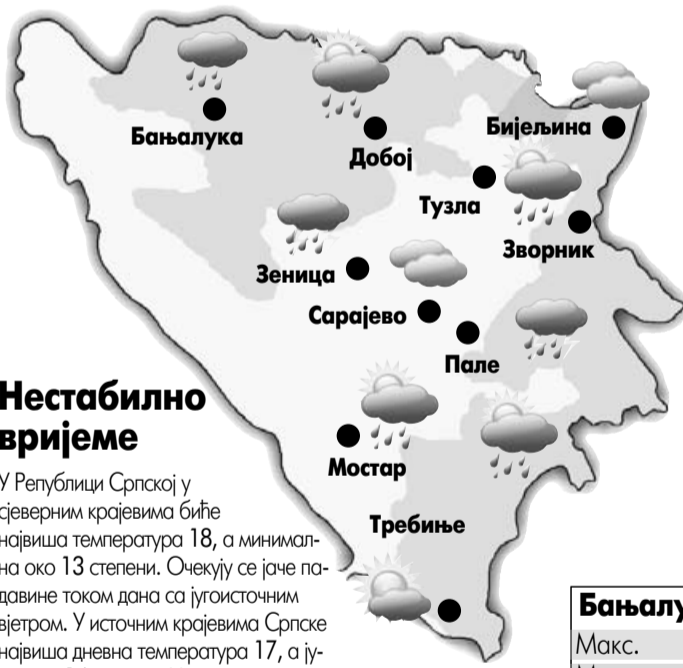 Бањалука
Добој
Бијељина
Тузла
Зворник
Зеница
Сарајево
Пале
Мостар
Требиње
Нестабилно
вријеме
У Републици Српској у
сјеверним крајевима биће
највиша температура 18, а минимал-
на око 13 степени. Очекују се јаче па-
давине током дана са југоисточним
вјетром. У источним крајевима Српске
највиша дневна температура 17, а ју-
Макс.